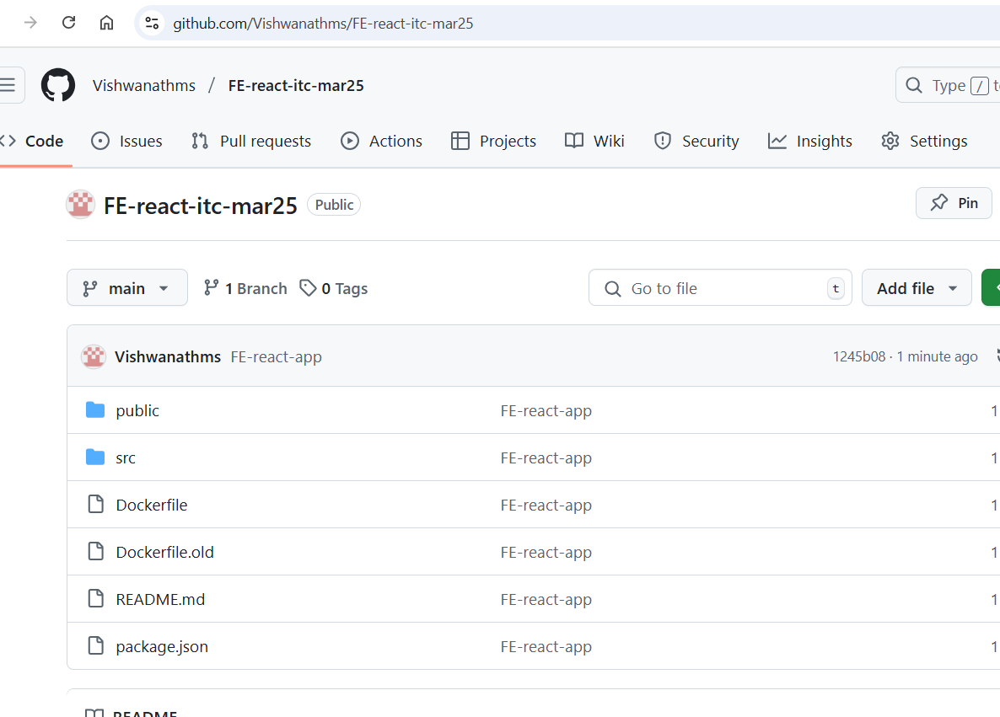 github.com/Vishwanathms/FE-react-itc-mar25
Vishwanathms / FE-react-itc-mar25
Type / to
Code Issues Pull requests Actions Projects Wiki Security Insights Settings
FE-react-itc-mar25 Public Pin
main 1 Branch 0 Tags Go to file t Add file
Vishwanathms FE-react-app 1245b08 · 1 minute ago
public FE-react-app 1
src FE-react-app 1
Dockerfile FE-react-app 1
Dockerfile.old FE-react-app 1
README.md FE-react-app 1
package.json FE-react-app 1
README